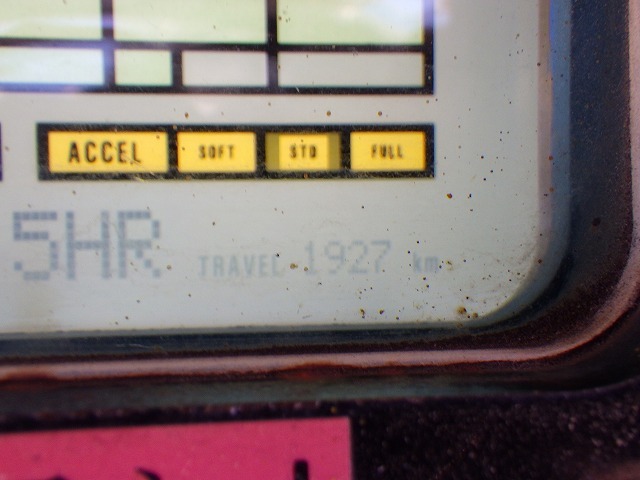 ACCEL SOFT STD FULL
5HR TRAVEL 1927 km